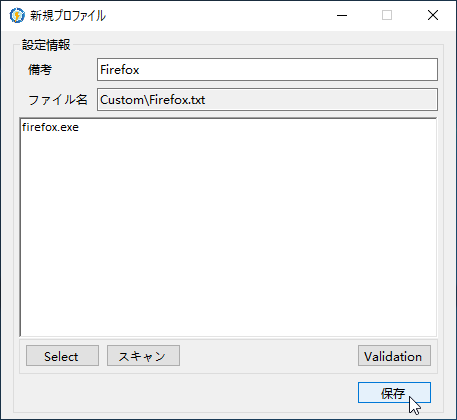 新規プロファイル
設定情報
備考
Firefox
ファイル名
Custom\Firefox.txt
firefox.exe
Select
スキャン
Validation
保存